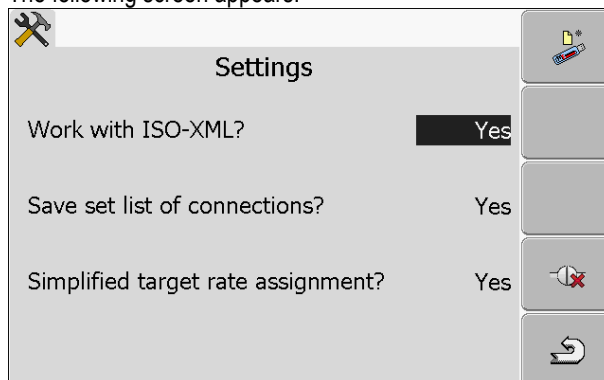 The following screen appears:
Settings
Work with ISO-XML? Yes
Save set list of connections? Yes
Simplified target rate assignment? Yes